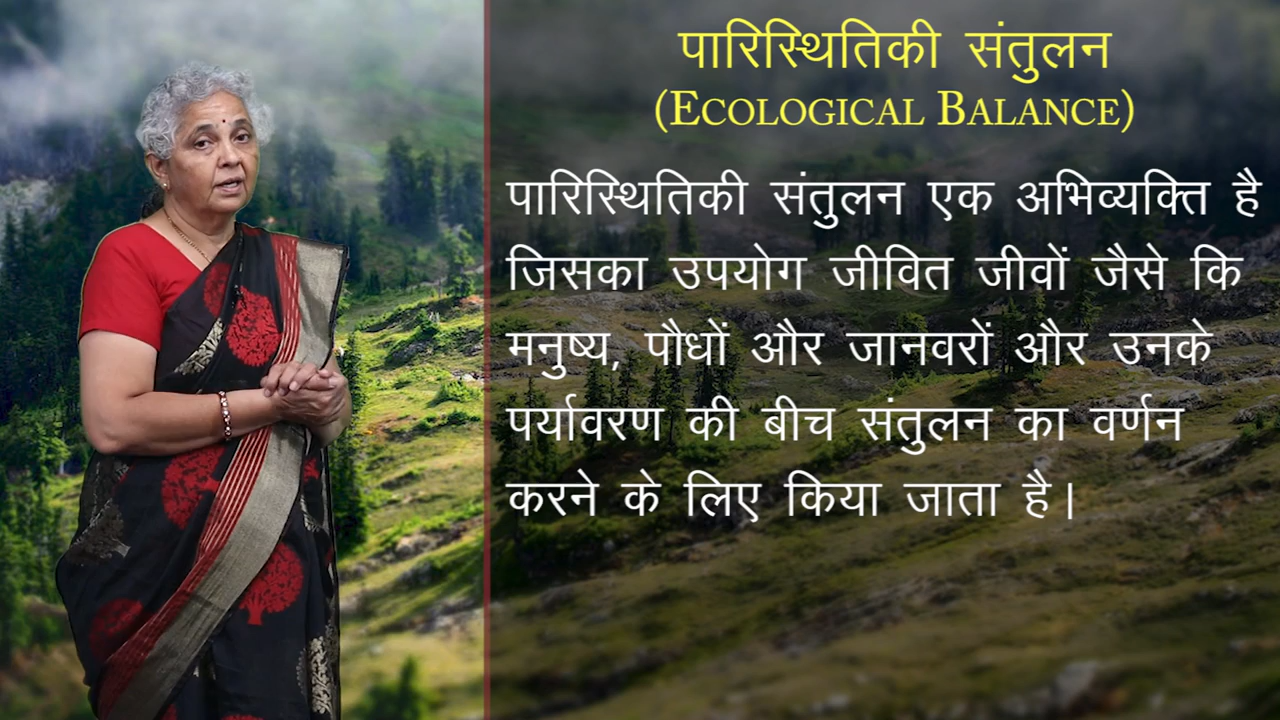 पारिस्थितिकी संतुलन
(Ecological Balance)
पारिस्थितिकी संतुलन एक अभिव्यक्ति है
जिसका उपयोग जीवित जीवों जैसे कि
मनुष्य, पौधों और जानवरों और उनके
पर्यावरण की बीच संतुलन का वर्णन
करने के लिए किया जाता है।